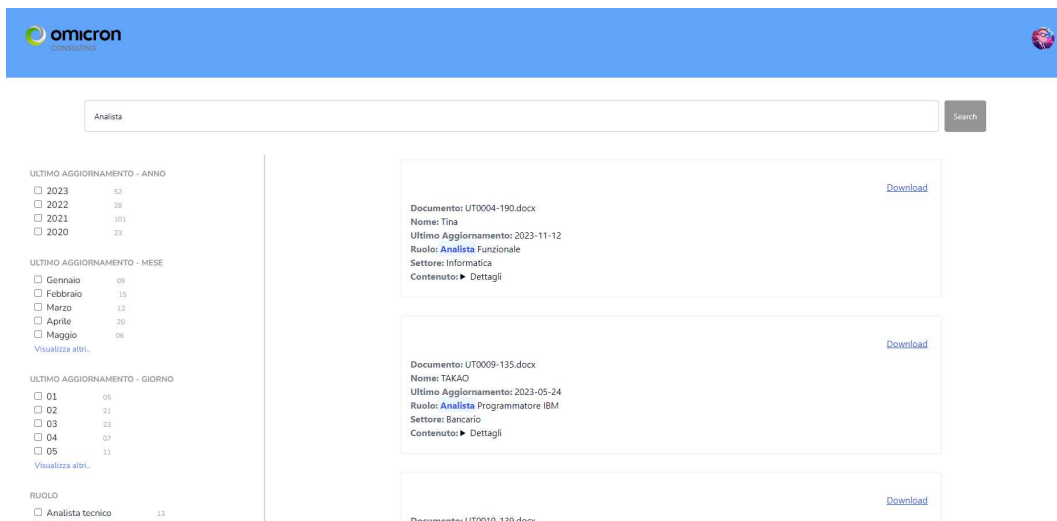 omicron
CONSULTING
Analista
Search
ULTIMO AGGIORNAMENTO - ANNO
2023 52
2022 28
2021 101
2020 23
ULTIMO AGGIORNAMENTO - MESE
Gennaio 09
Febbraio 15
Marzo 12
Aprile 20
Maggio 06
Visualizza altri..
ULTIMO AGGIORNAMENTO - GIORNO
01 05
02 21
03 23
04 07
05 11
Visualizza altri..
RUOLO
Analista tecnico 13
Download
Documento: UT0004-190.docx
Nome: Tina
Ultimo Aggiornamento: 2023-11-12
Ruolo: Analista Funzionale
Settore: Informatica
Contenuto: ▶ Dettagli
Download
Documento: UT0009-135.docx
Nome: TAKAO
Ultimo Aggiornamento: 2023-05-24
Ruolo: Analista Programmatore IBM
Settore: Bancario
Contenuto: ▶ Dettagli
Download
Documento: UT0010-139.docx